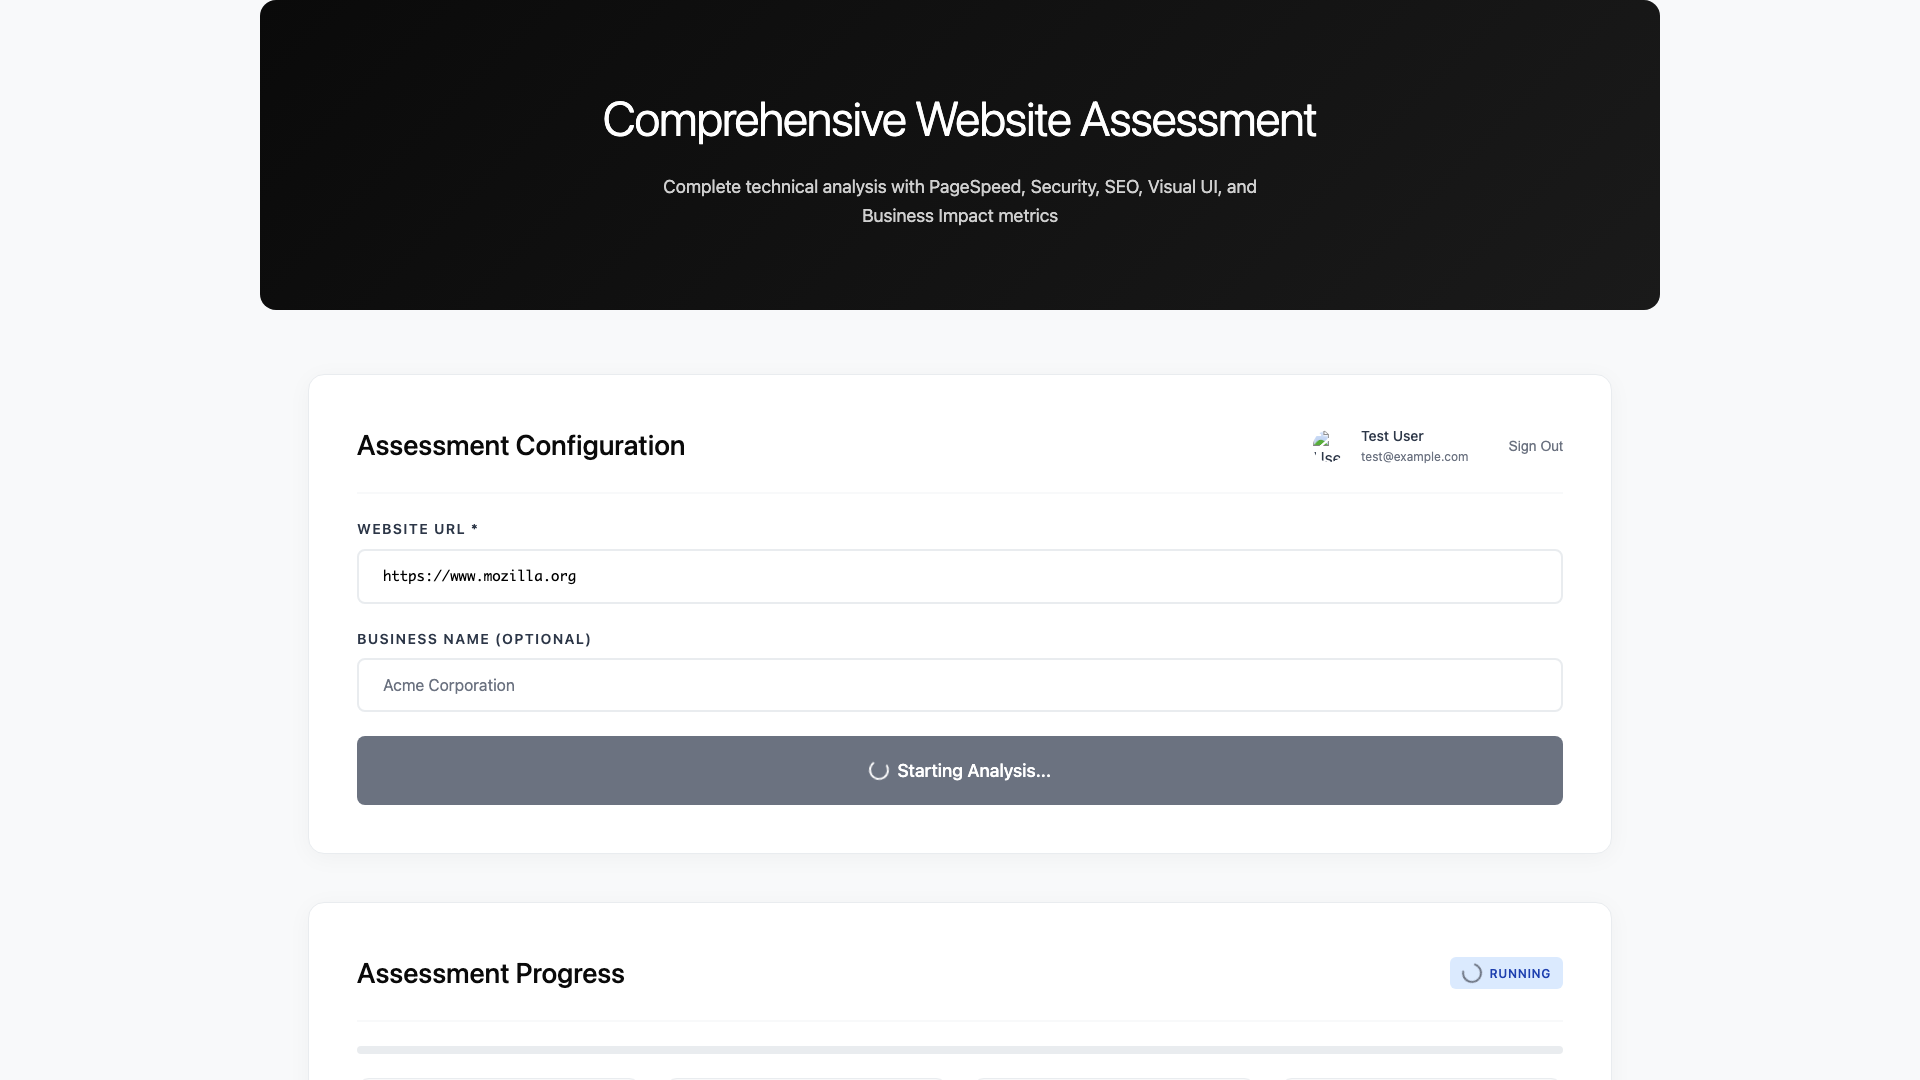 Comprehensive Website Assessment
Complete technical analysis with PageSpeed, Security, SEO, Visual UI, and
Business Impact metrics
Assessment Configuration
Test User
test@example.com
Sign Out
WEBSITE URL *
https://www.mozilla.org
BUSINESS NAME (OPTIONAL)
Acme Corporation
Starting Analysis...
Assessment Progress
RUNNING